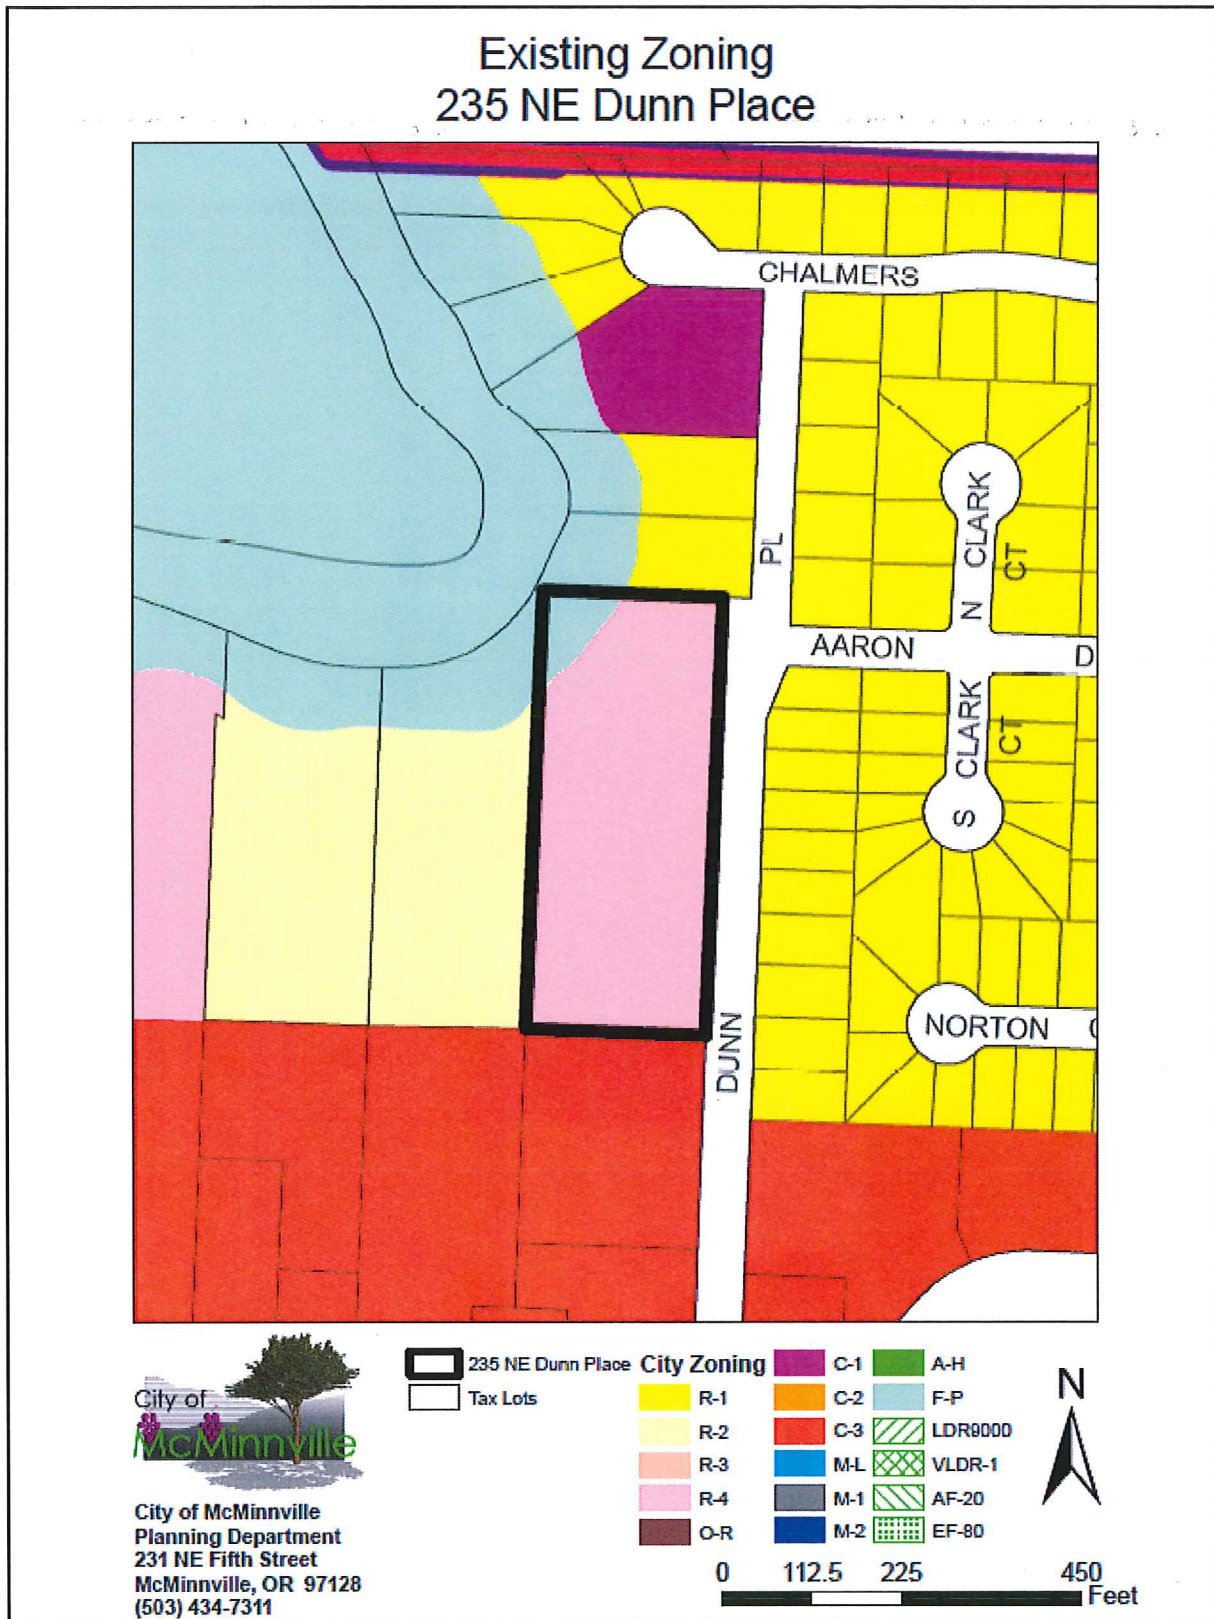 Existing Zoning
235 NE Dunn Place
CHALMERS
N CLARK
CT
PL
AARON
D
CLARK
CT
S
NORTON
DUNN
City of
McMinnville
City of McMinnville
Planning Department
231 NE Fifth Street
McMinnville, OR 97128
(503) 434-7311
235 NE Dunn Place
Tax Lots
City Zoning
R-1
R-2
R-3
R-4
O-R
C-1
C-2
C-3
M-L
M-1
M-2
A-H
F-P
LDR9000
VLDR-1
AF-20
EF-80
N
0 112.5 225 450
Feet